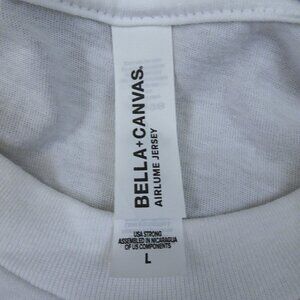 BELLA+CANVAS®
AIRLUME JERSEY
USA STRONG
ASSEMBLED IN NICARAGUA
OF US COMPONENTS
L